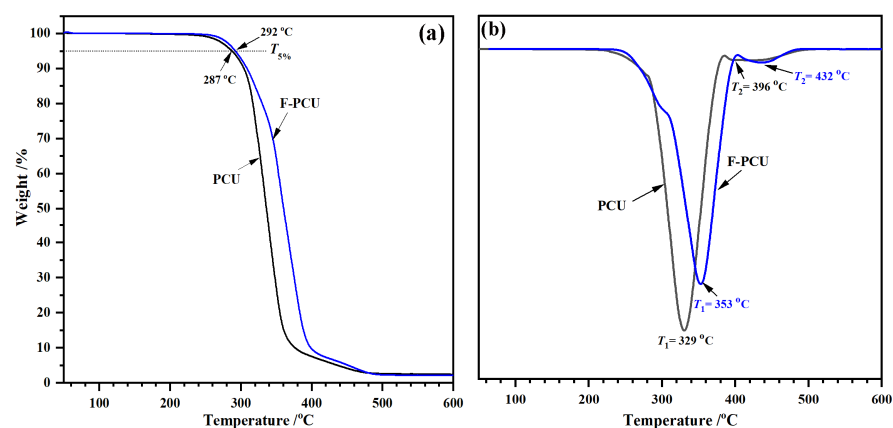 (a)
292 °C
T5%
287 °C
F-PCU
PCU
Weight /%
100
90
80
70
60
50
40
30
20
10
0
100 200 300 400 500 600
Temperature /°C
(b)
T2= 396 °C
T2= 432 °C
PCU
F-PCU
T1= 353 °C
T1= 329 °C
100 200 300 400 500 600
Temperature /°C